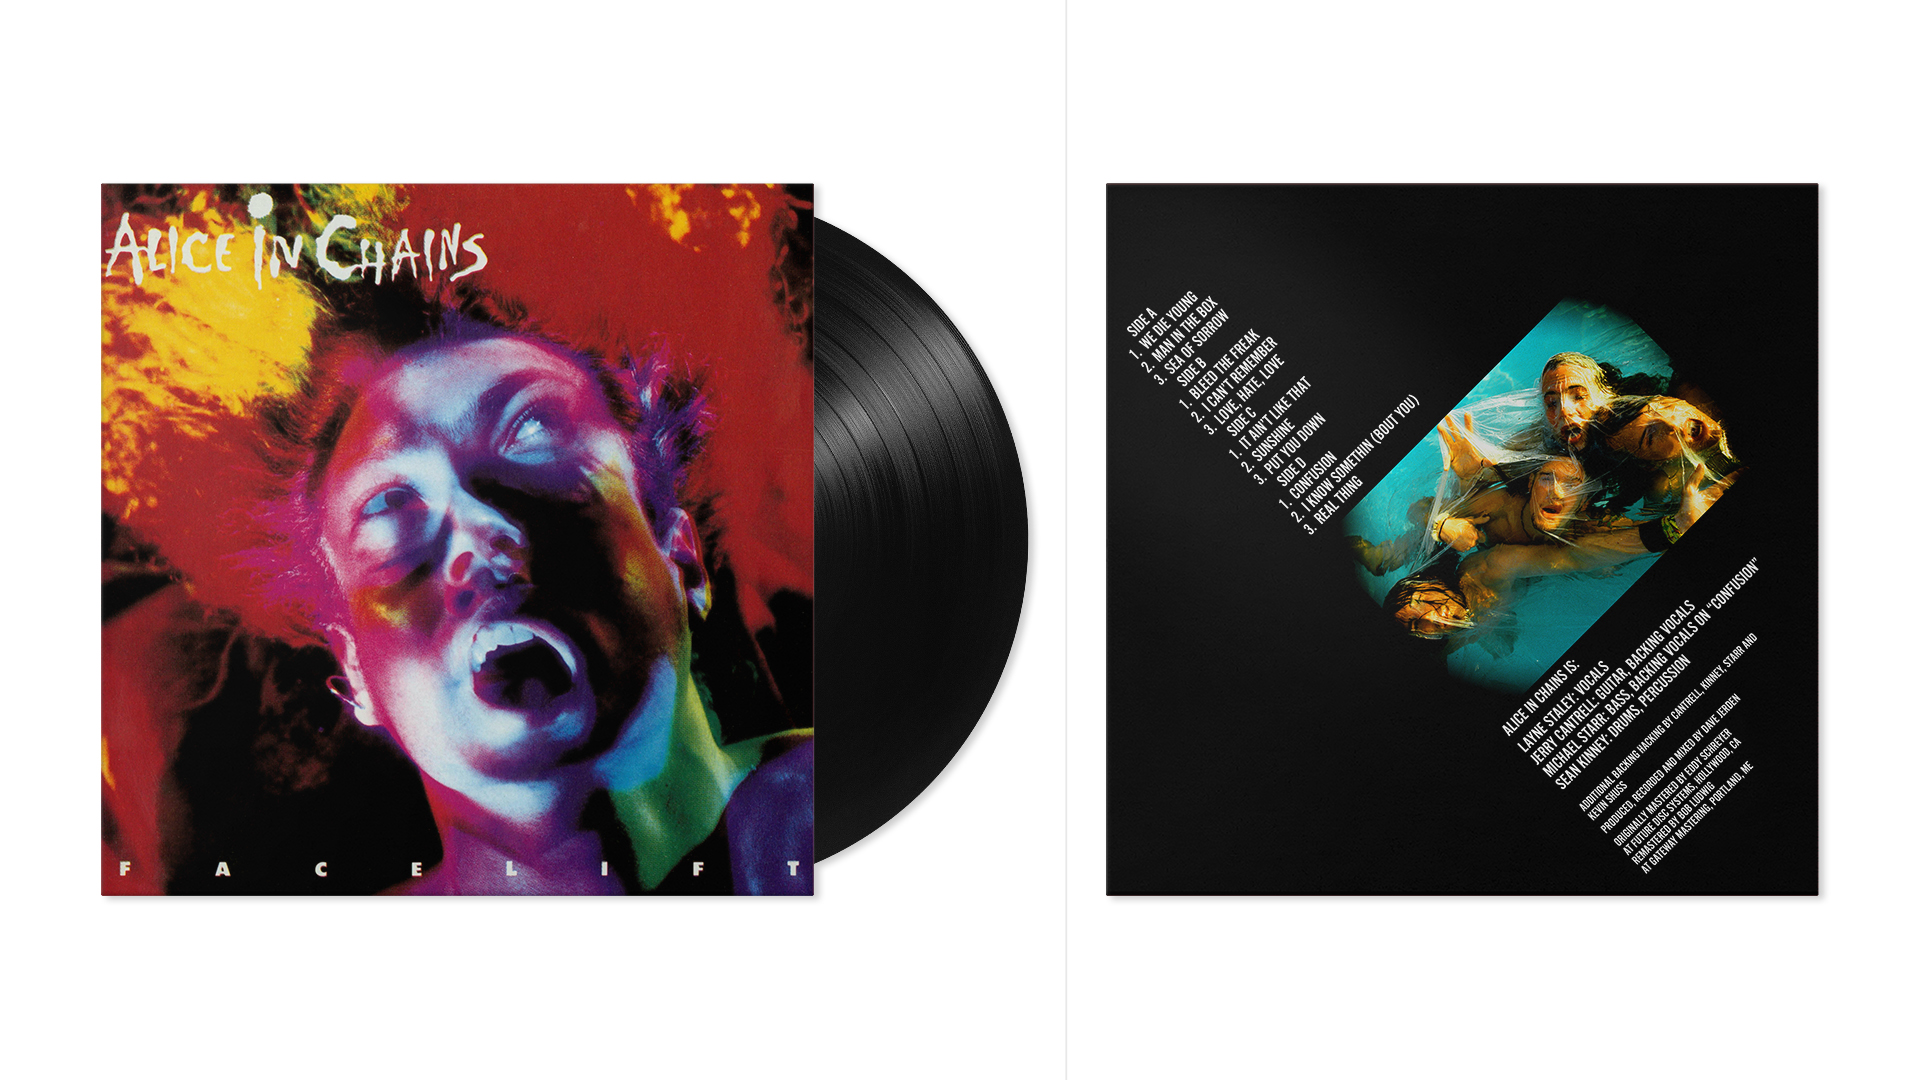 ALICE IN CHAINS
FACELIFT
SIDE A
1. WE DIE YOUNG
2. MAN IN THE BOX
3. SEA OF SORROW
SIDE B
1. BLEED THE FREAK
2. I CAN'T REMEMBER
3. LOVE, HATE, LOVE
SIDE C
1. IT AIN'T LIKE THAT
2. SUNSHINE
3. PUT YOU DOWN
SIDE D
1. CONFUSION
2. I KNOW SOMETHIN (BOUT YOU)
3. REAL THING
ALICE IN CHAINS IS:
LAYNE STALEY: VOCALS
JERRY CANTRELL: GUITAR, BACKING VOCALS
MICHAEL STARR: BASS, BACKING VOCALS ON "CONFUSION"
SEAN KINNEY: DRUMS, PERCUSSION
ADDITIONAL BACKING HACKING BY CANTRELL, KINNEY, STARR AND
KEVIN SHUSS
PRODUCED, RECORDED AND MIXED BY DAVE JERDEN
ORIGINALLY MASTERED BY EDDY SCHREYER
AT FUTURE DISC SYSTEMS, HOLLYWOOD, CA
REMASTERED BY BOB LUDWIG
AT GATEWAY MASTERING, PORTLAND, ME